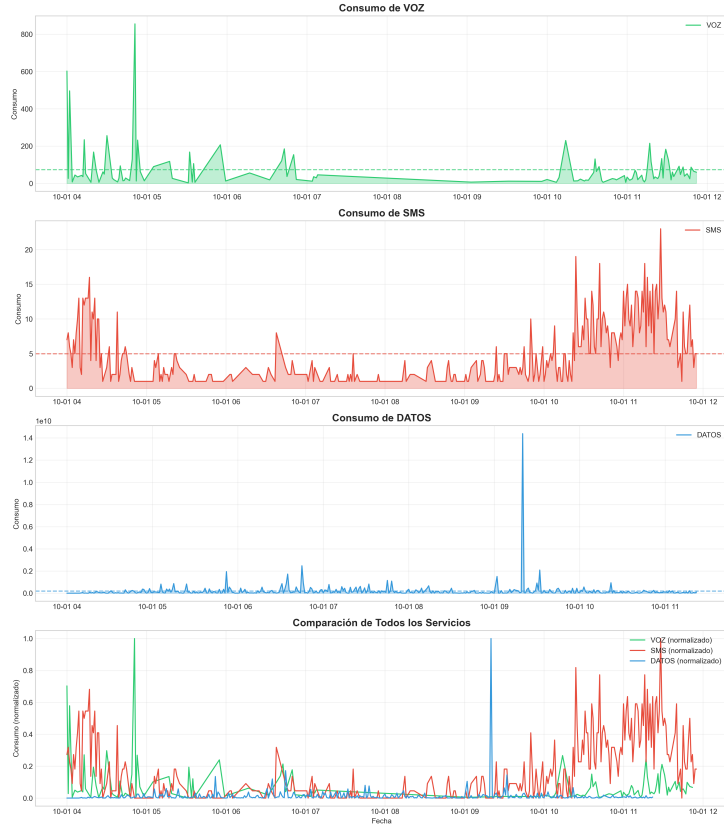 Consumo de VOZ
VOZ
800
600
400
200
0
Consumo
10-01 04 10-01 05 10-01 06 10-01 07 10-01 08 10-01 09 10-01 10 10-01 11 10-01 12
Consumo de SMS
SMS
20
15
10
5
0
Consumo
10-01 04 10-01 05 10-01 06 10-01 07 10-01 08 10-01 09 10-01 10 10-01 11 10-01 12
Consumo de DATOS
1e10
DATOS
1.4
1.2
1.0
0.8
0.6
0.4
0.2
0.0
Consumo
10-01 04 10-01 05 10-01 06 10-01 07 10-01 08 10-01 09 10-01 10 10-01 11
Comparación de Todos los Servicios
VOZ (normalizado)
SMS (normalizado)
DATOS (normalizado)
1.0
0.8
0.6
0.4
0.2
0.0
Consumo (normalizado)
10-01 04 10-01 05 10-01 06 10-01 07 10-01 08 10-01 09 10-01 10 10-01 11 10-01 12
Fecha